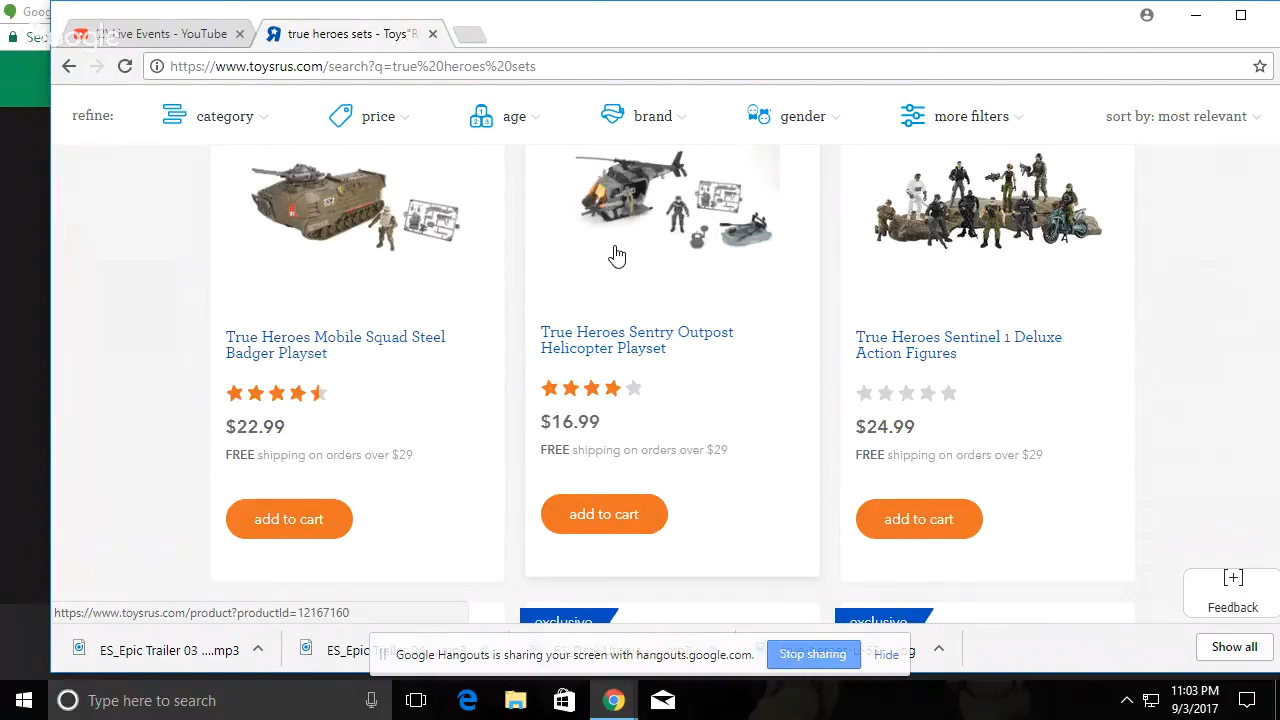 Goog
Live Events - YouTube
true heroes sets - Toys"R
Google
Sec
https://www.toysrus.com/search?q=true%20heroes%20sets
refine:
category
price
age
brand
gender
more filters
sort by: most relevant
True Heroes Mobile Squad Steel
Badger Playset
$22.99
FREE shipping on orders over $29
add to cart
True Heroes Sentry Outpost
Helicopter Playset
$16.99
FREE shipping on orders over $29
add to cart
True Heroes Sentinel 1 Deluxe
Action Figures
$24.99
FREE shipping on orders over $29
add to cart
[+]
Feedback
https://www.toysrus.com/product?productId=12167160
exclusive
exclusive
ES_Epic Trailer 03 ....mp3
ES_Epi
Google Hangouts is sharing your screen with hangouts.google.com.
Stop sharing
Hide
Show all
Type here to search
11:03 PM
9/3/2017